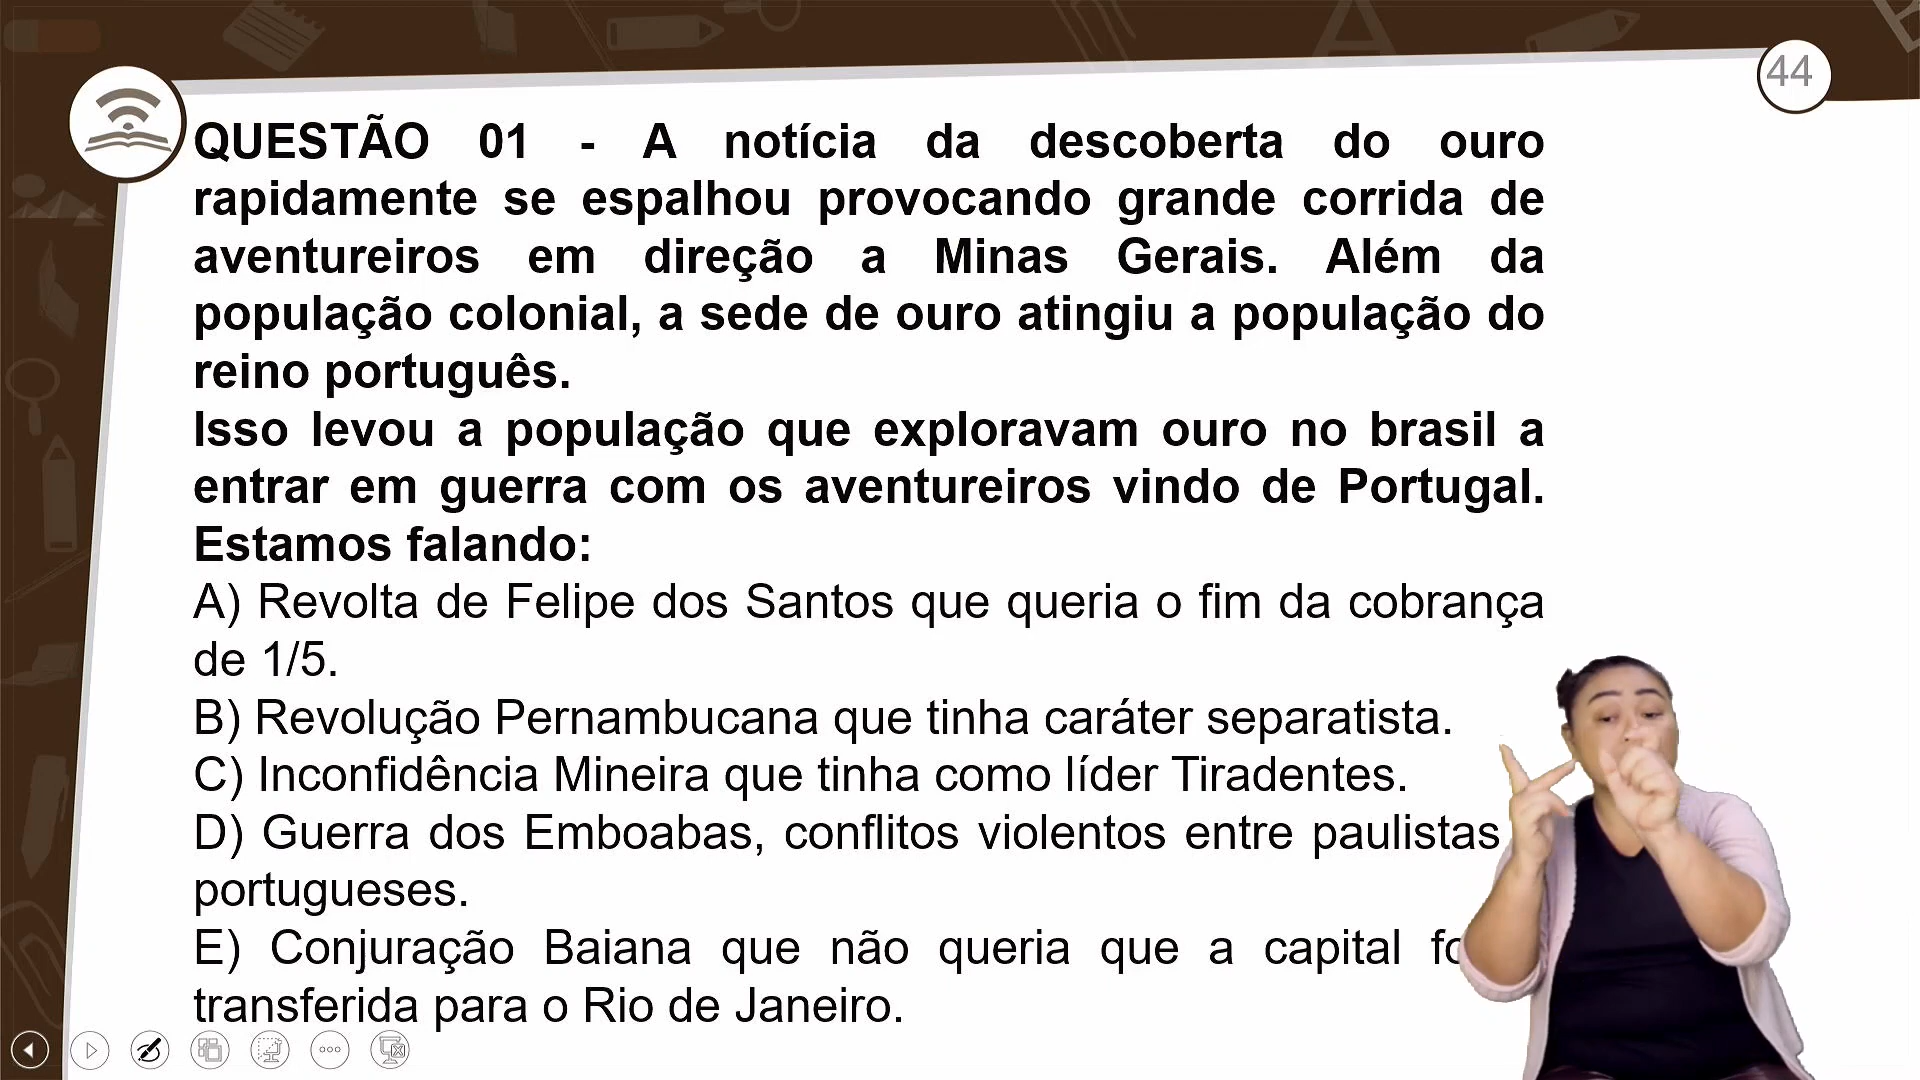 44
QUESTÃO 01 - A notícia da descoberta do ouro
rapidamente se espalhou provocando grande corrida de
aventureiros em direção a Minas Gerais. Além da
população colonial, a sede de ouro atingiu a população do
reino português.
Isso levou a população que exploravam ouro no brasil a
entrar em guerra com os aventureiros vindo de Portugal.
Estamos falando:
A) Revolta de Felipe dos Santos que queria o fim da cobrança
de 1/5.
B) Revolução Pernambucana que tinha caráter separatista.
C) Inconfidência Mineira que tinha como líder Tiradentes.
D) Guerra dos Emboabas, conflitos violentos entre paulistas
portugueses.
E) Conjuração Baiana que não queria que a capital
transferida para o Rio de Janeiro.